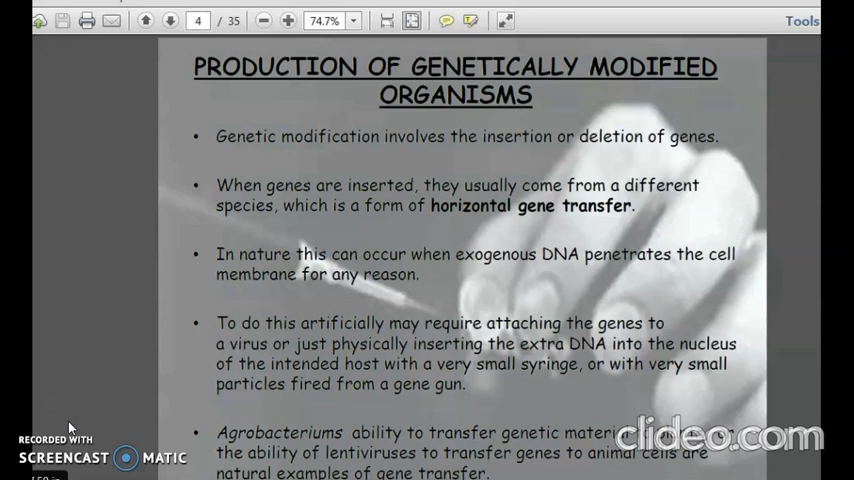 4 / 35
74.7%
Tools
PRODUCTION OF GENETICALLY MODIFIED
ORGANISMS
• Genetic modification involves the insertion or deletion of genes.
• When genes are inserted, they usually come from a different
species, which is a form of horizontal gene transfer.
• In nature this can occur when exogenous DNA penetrates the cell
membrane for any reason.
• To do this artificially may require attaching the genes to
a virus or just physically inserting the extra DNA into the nucleus
of the intended host with a very small syringe, or with very small
particles fired from a gene gun.
• Agrobacteriums ability to transfer genetic material
the ability of lentiviruses to transfer genes to animal cells are
natural examples of gene transfer.
clideo.com
RECORDED WITH
SCREENCAST MATIC